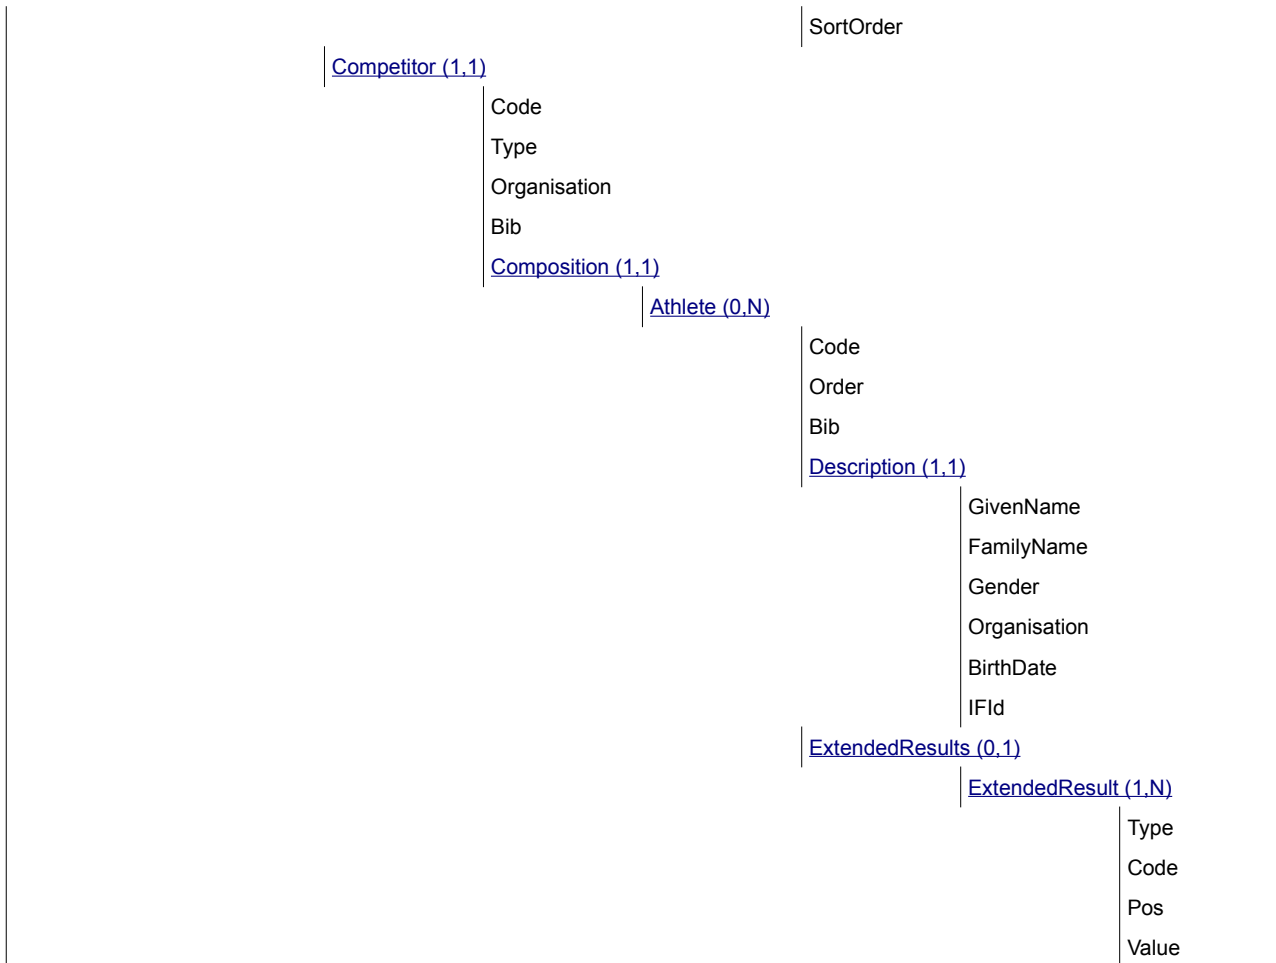 SortOrder
Competitor (1,1)
Code
Type
Organisation
Bib
Composition (1,1)
Athlete (0,N)
Code
Order
Bib
Description (1,1)
GivenName
FamilyName
Gender
Organisation
BirthDate
IFId
ExtendedResults (0,1)
ExtendedResult (1,N)
Type
Code
Pos
Value